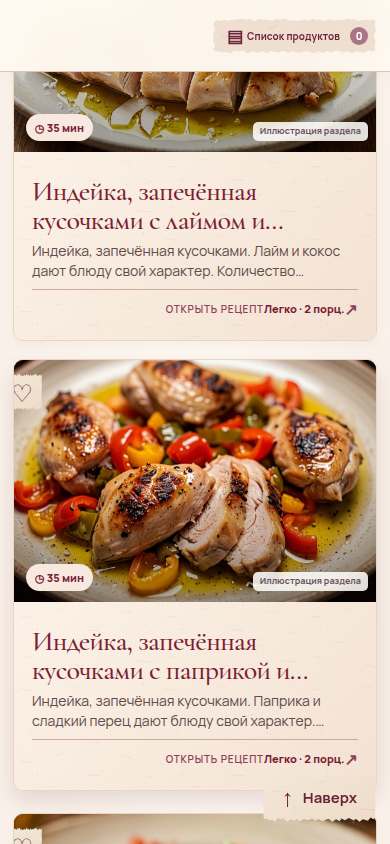 Список продуктов 0
35 мин
Иллюстрация раздела
Индейка, запечённая
кусочками с лаймом и...
Индейка, запечённая кусочками. Лайм и кокос
дают блюду свой характер. Количество...
ОТКРЫТЬ РЕЦЕПТ Легко · 2 порц. ↗
♡
35 мин
Иллюстрация раздела
Индейка, запечённая
кусочками с паприкой и...
Индейка, запечённая кусочками. Паприка и
сладкий перец дают блюду свой характер....
ОТКРЫТЬ РЕЦЕПТ Легко · 2 порц. ↗
↑ Наверх
♡